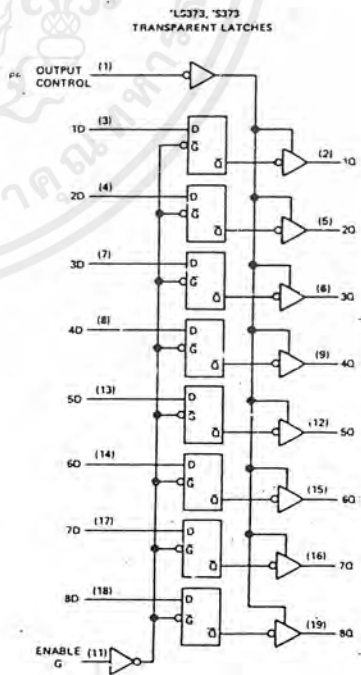 'LS373, 'S373
TRANSPARENT LATCHES
OUTPUT (1)
CONTROL
1D (3) D G Q (2) 1Q
2D (4) D G Q (5) 2Q
3D (7) D G Q (6) 3Q
4D (8) D G Q (9) 4Q
5D (13) D G Q (12) 5Q
6D (14) D G Q (15) 6Q
7D (17) D G Q (16) 7Q
8D (18) D G Q (19) 8Q
ENABLE (11)
G